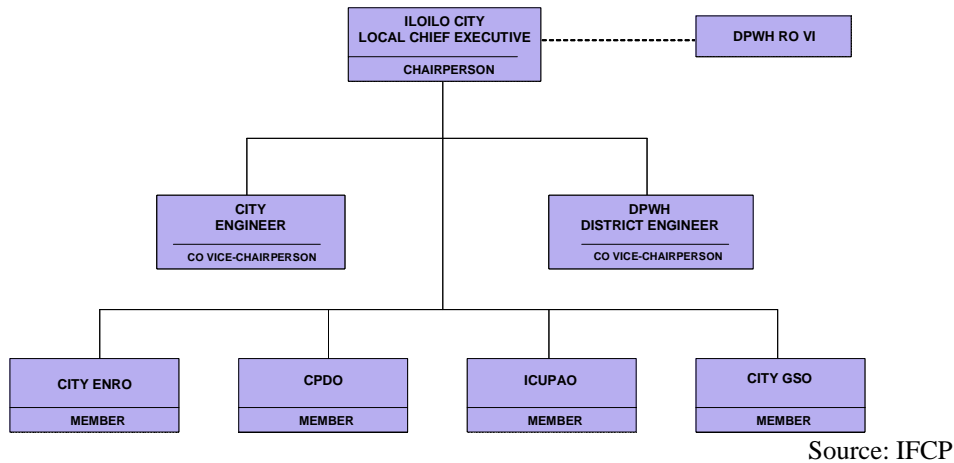 ILOILO CITY
LOCAL CHIEF EXECUTIVE
CHAIRPERSON
DPWH RO VI
CITY
ENGINEER
CO VICE-CHAIRPERSON
DPWH
DISTRICT ENGINEER
CO VICE-CHAIRPERSON
CITY ENRO
MEMBER
CPDO
MEMBER
ICUPAO
MEMBER
CITY GSO
MEMBER
Source: IFCP